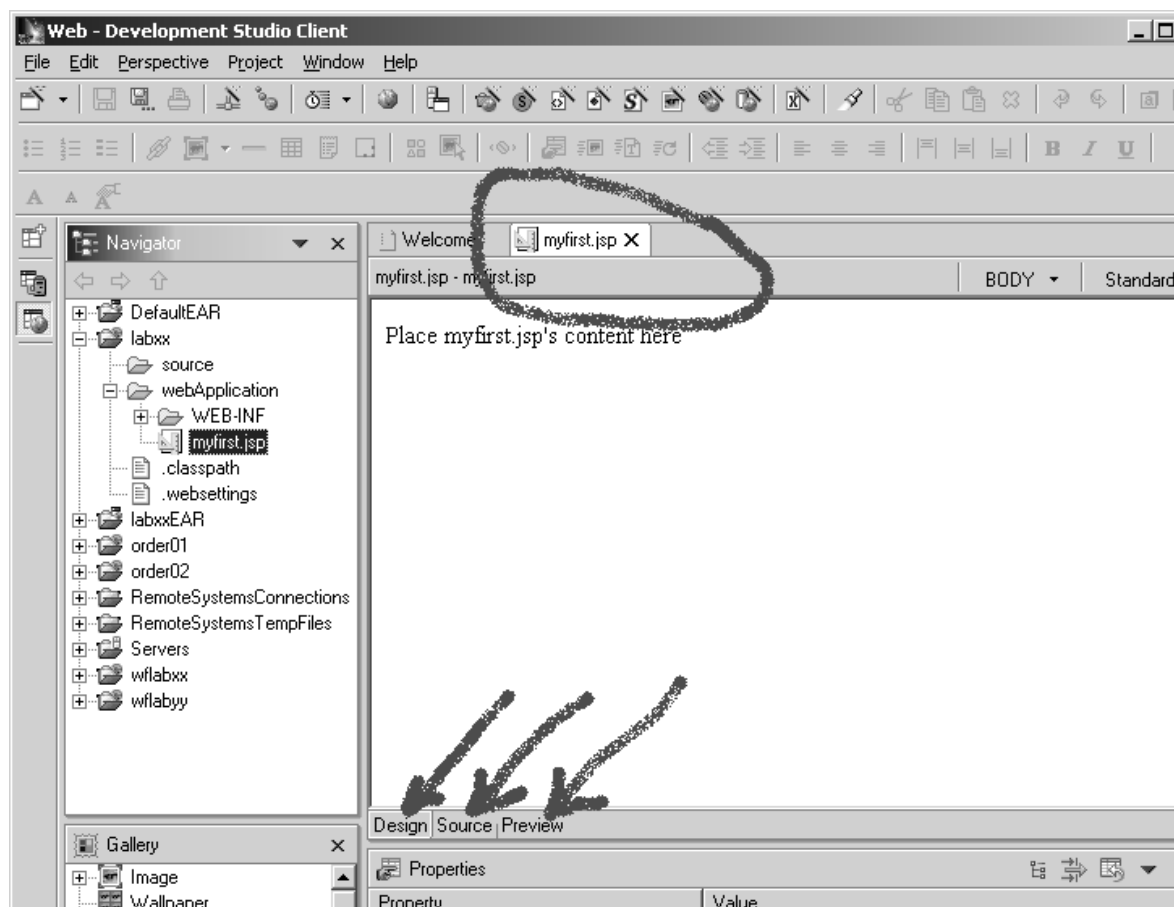 Web - Development Studio Client
File Edit Perspective Project Window Help
B I U
A A A
Navigator
Welcome myfirst.jsp
myfirst.jsp - myfirst.jsp BODY Standard
Place myfirst.jsp's content here
DefaultEAR
labxx
source
webApplication
WEB-INF
myfirst.jsp
.classpath
.websettings
labxxEAR
order01
order02
RemoteSystemsConnections
RemoteSystemsTempFiles
Servers
wflabxx
wflabyy
Design Source Preview
Gallery
Image
Wallpaper
Properties
Property Value